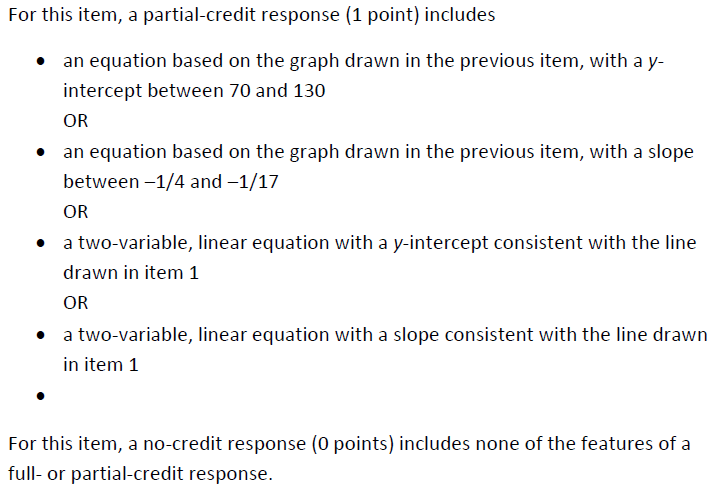 For this item, a partial-credit response (1 point) includes
• an equation based on the graph drawn in the previous item, with a y-
intercept between 70 and 130
OR
• an equation based on the graph drawn in the previous item, with a slope
between –1/4 and –1/17
OR
• a two-variable, linear equation with a y-intercept consistent with the line
drawn in item 1
OR
• a two-variable, linear equation with a slope consistent with the line drawn
in item 1
•
For this item, a no-credit response (0 points) includes none of the features of a
full- or partial-credit response.